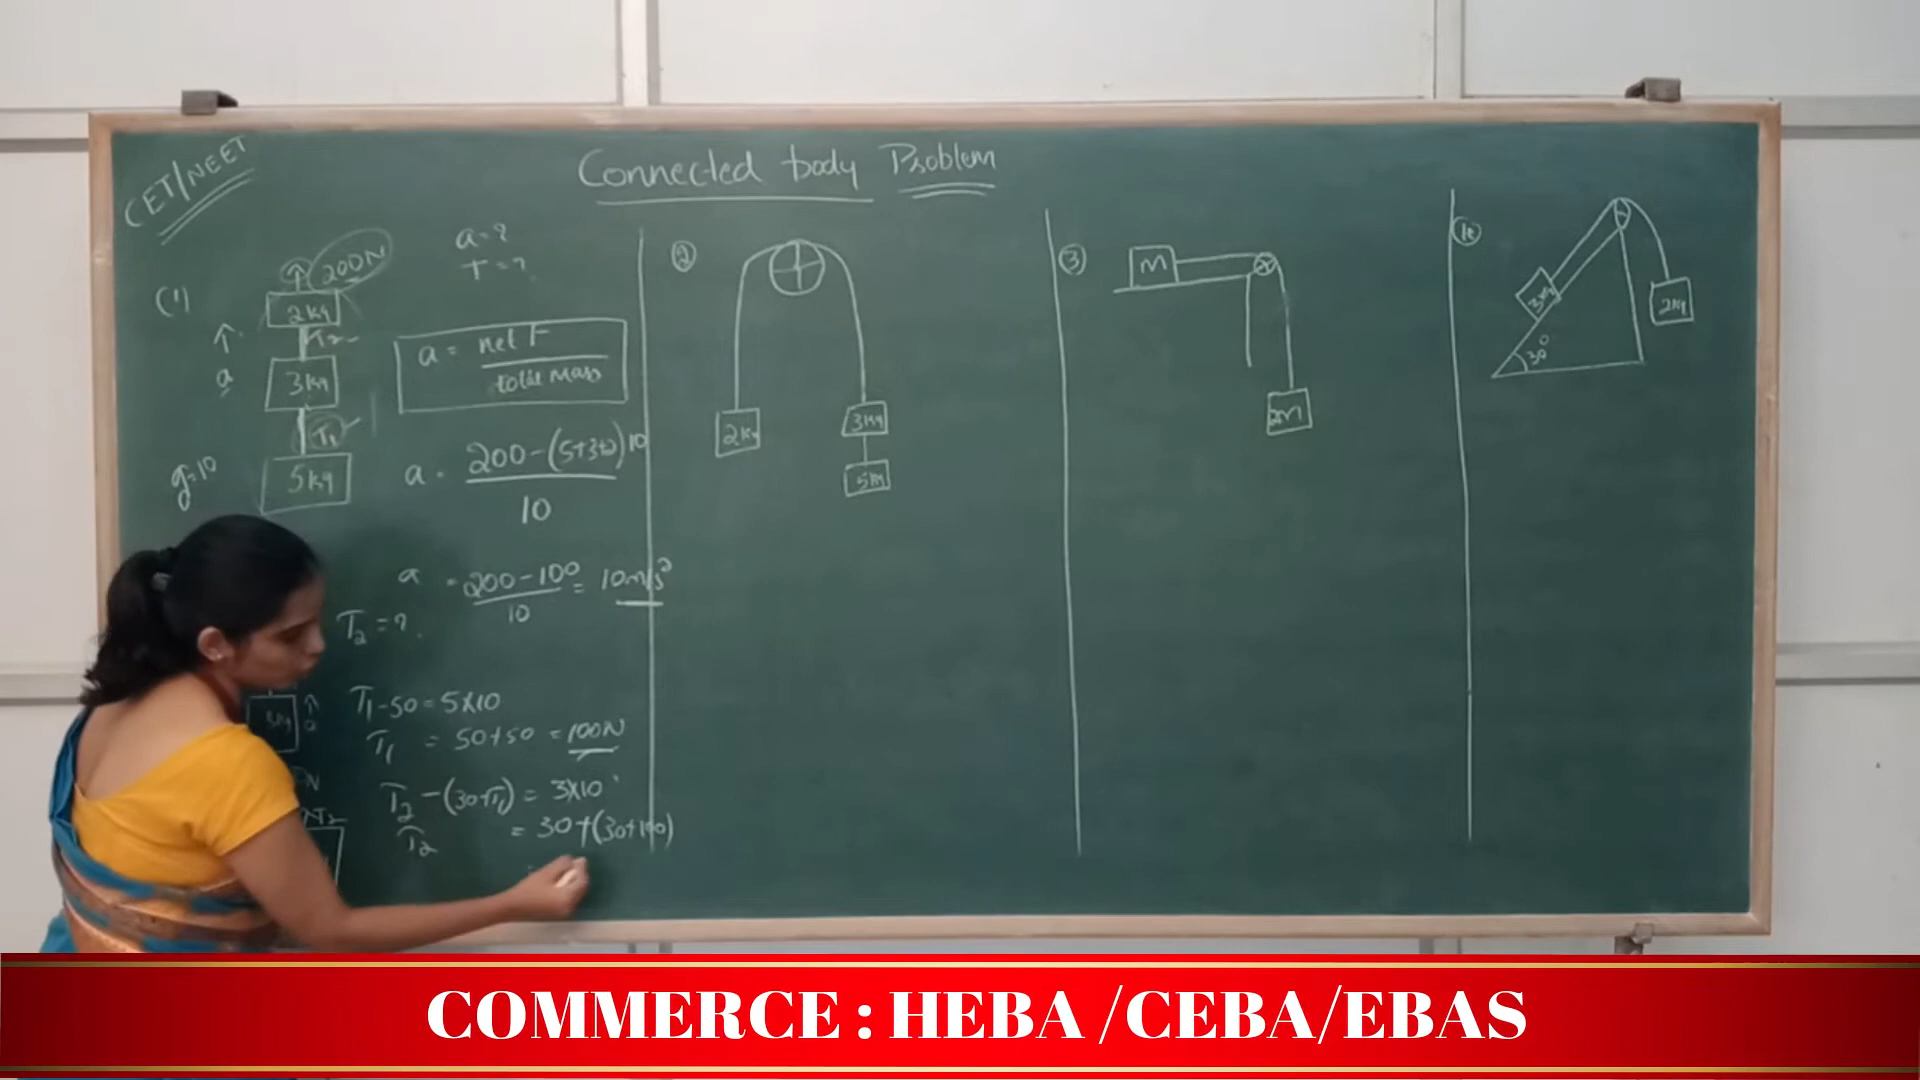 CET/NEET
Connected body Problem
(1)
200N
2kg
T2
a
3kg
T1
g=10
5kg
a=?
T=?
a = net F
total mass
a = 200-(5+3+2)10
10
a = 200-100 = 10m/s²
10
T2 =?
T1-50=5×10
T1 = 50+50 = 100N
T2-(30+T1) = 3×10
T2 = 30+(30+100)
2
2kg
3kg
5kg
3
M
2M
3kg
30°
2kg
COMMERCE : HEBA /CEBA/EBAS